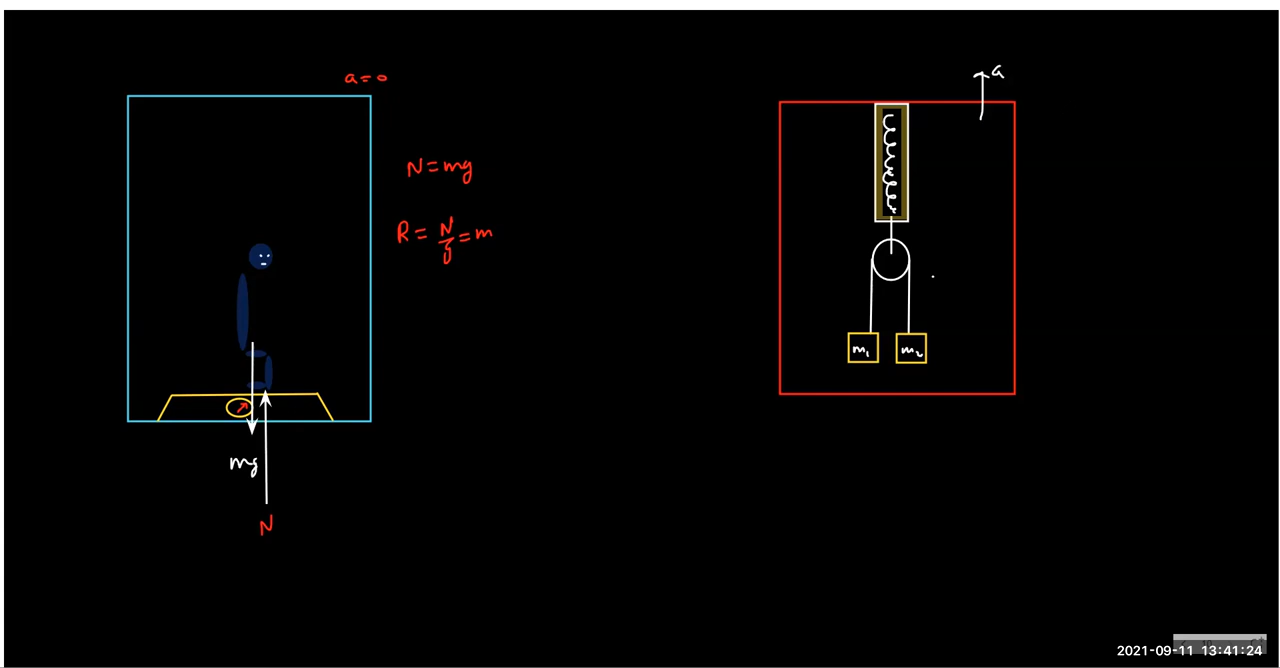 a = 0
N = mg
R = N/g = m
mg
N
a
m₁ m₂
2021-09-11 13:41:24